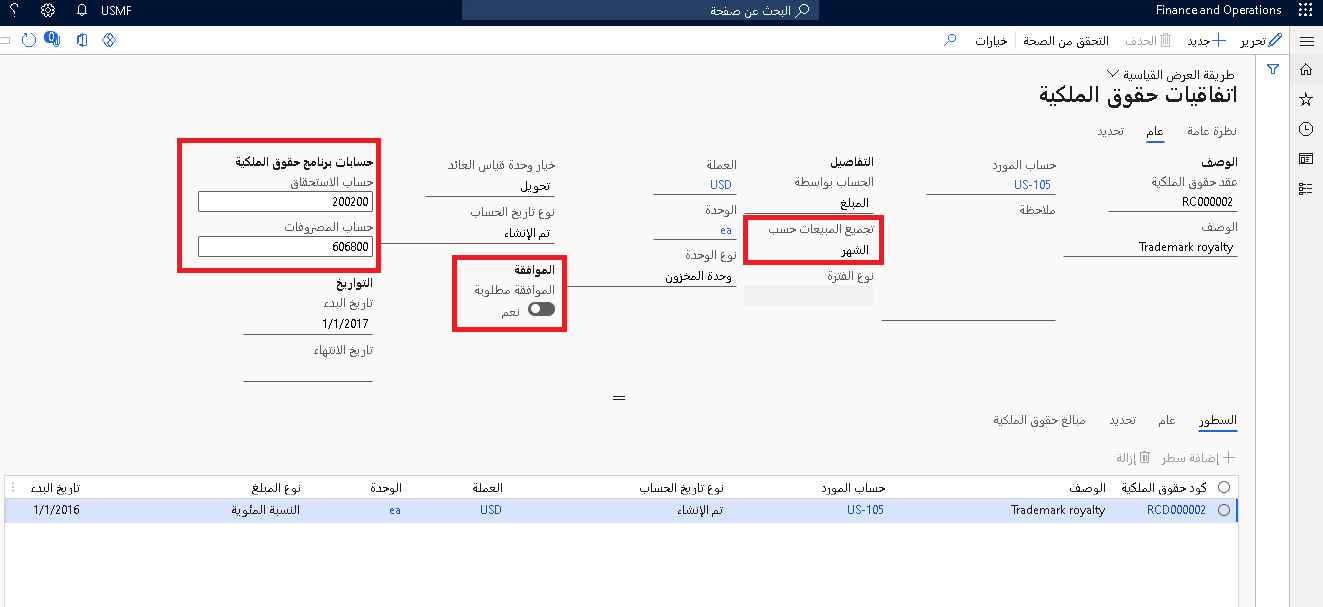 Finance and Operations
البحث عن صفحة
USMF
تحرير
جديد
الحذف
التحقق من الصحة
خيارات
0
طريقة العرض القياسية
اتفاقيات حقوق الملكية
نظرة عامة
عام
تحديد
الوصف
عقد حقوق الملكية
RC000002
الوصف
Trademark royalty
حساب المورد
US-105
ملاحظة
التفاصيل
الحساب بواسطة
المبلغ
تجميع المبيعات حسب
الشهر
نوع الفترة
العملة
USD
الوحدة
ea
نوع الوحدة
وحدة المخزون
خيار وحدة قياس العائد
تحويل
نوع تاريخ الحساب
تم الإنشاء
الموافقة
الموافقة مطلوبة
نعم
حسابات برنامج حقوق الملكية
حساب الاستحقاق
200200
حساب المصروفات
606800
التواريخ
تاريخ البدء
1/1/2017
تاريخ الانتهاء
السطور
عام
تحديد
مبالغ حقوق الملكية
إضافة سطر
إزالة
كود حقوق الملكية الوصف حساب المورد نوع تاريخ الحساب العملة الوحدة نوع المبلغ تاريخ البدء
RCD000002 Trademark royalty US-105 تم الإنشاء USD ea النسبة المئوية 1/1/2016